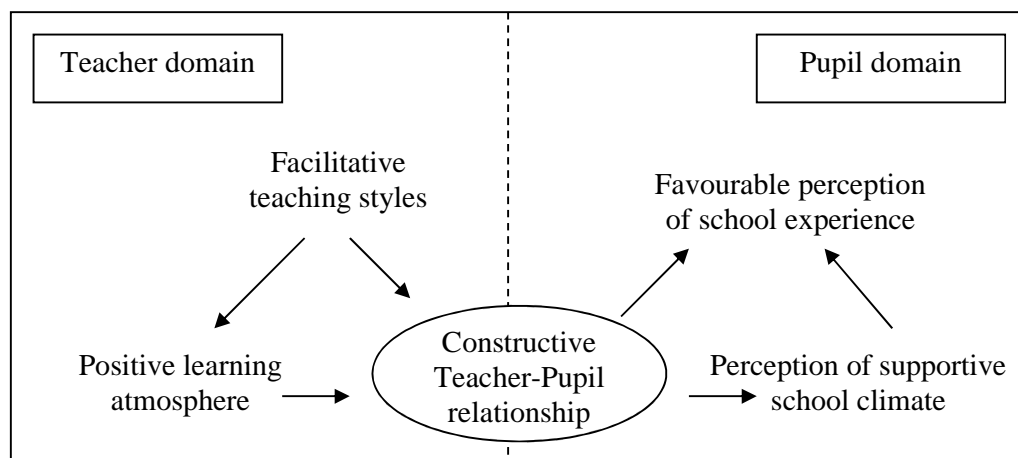 Teacher domain
Pupil domain
Facilitative
teaching styles
Favourable perception
of school experience
Constructive
Teacher-Pupil
relationship
Positive learning
atmosphere
Perception of supportive
school climate